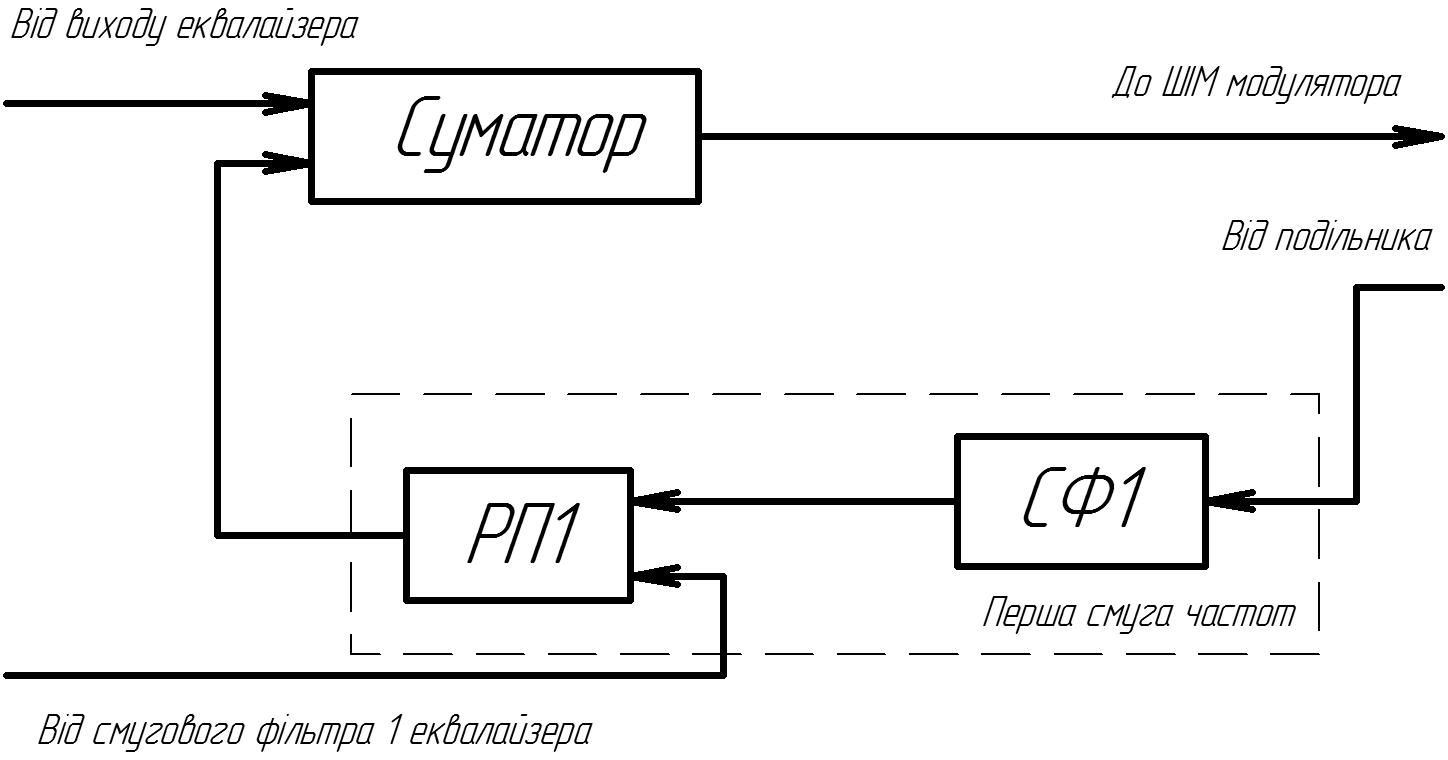 Від виходу еквалайзера
До ШІМ модулятора
Суматор
Від подільника
СФ1
РП1
Перша смуга частот
Від смугового фільтра 1 еквалайзера